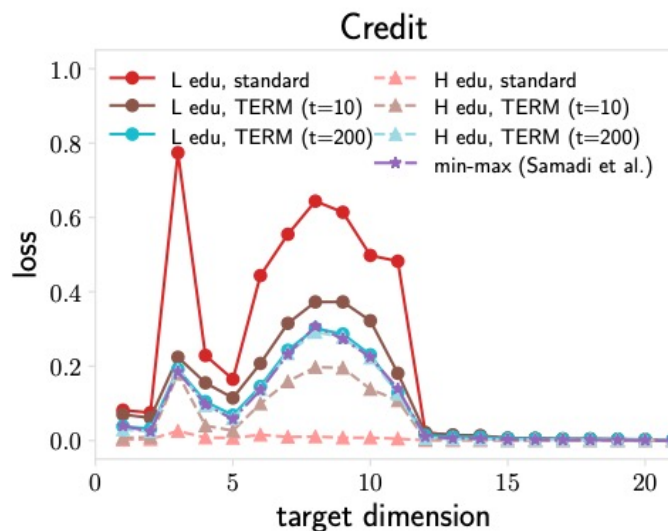 Credit
1.0
L edu, standard
H edu, standard
L edu, TERM (t=10)
H edu, TERM (t=10)
L edu, TERM (t=200)
H edu, TERM (t=200)
min-max (Samadi et al.)
0.8
0.6
0.4
0.2
0.0
loss
0 5 10 15 20
target dimension